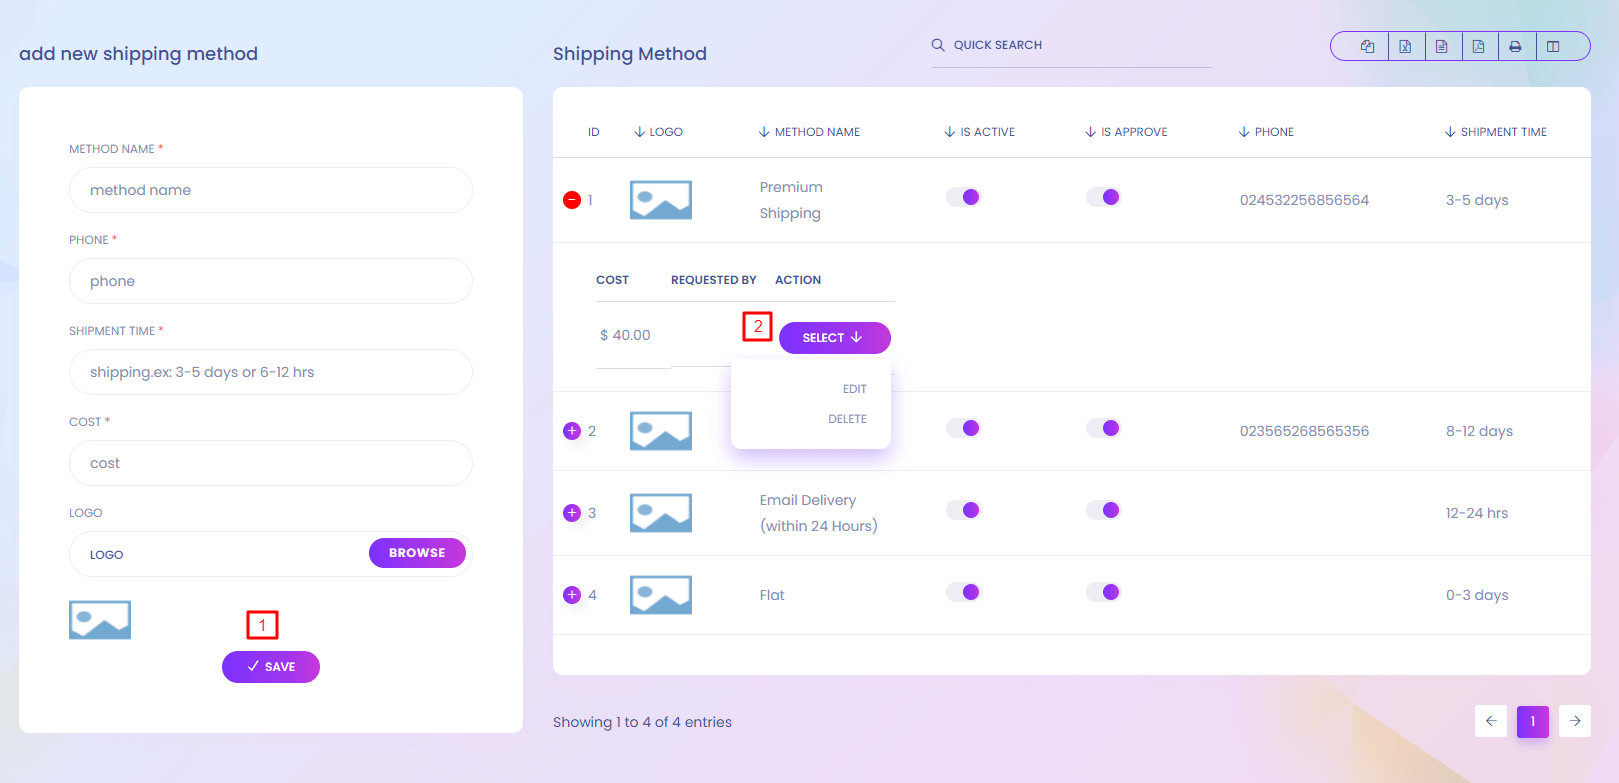 add new shipping method
METHOD NAME *
method name
PHONE *
phone
SHIPMENT TIME *
shipping.ex: 3-5 days or 6-12 hrs
COST *
cost
LOGO
LOGO BROWSE
1
SAVE
Shipping Method
QUICK SEARCH
ID LOGO METHOD NAME IS ACTIVE IS APPROVE PHONE SHIPMENT TIME
1 Premium Shipping 024532256856564 3-5 days
COST REQUESTED BY ACTION
$ 40.00 2 SELECT
EDIT
DELETE
2 023565268565356 8-12 days
3 Email Delivery (within 24 Hours) 12-24 hrs
4 Flat 0-3 days
Showing 1 to 4 of 4 entries
1